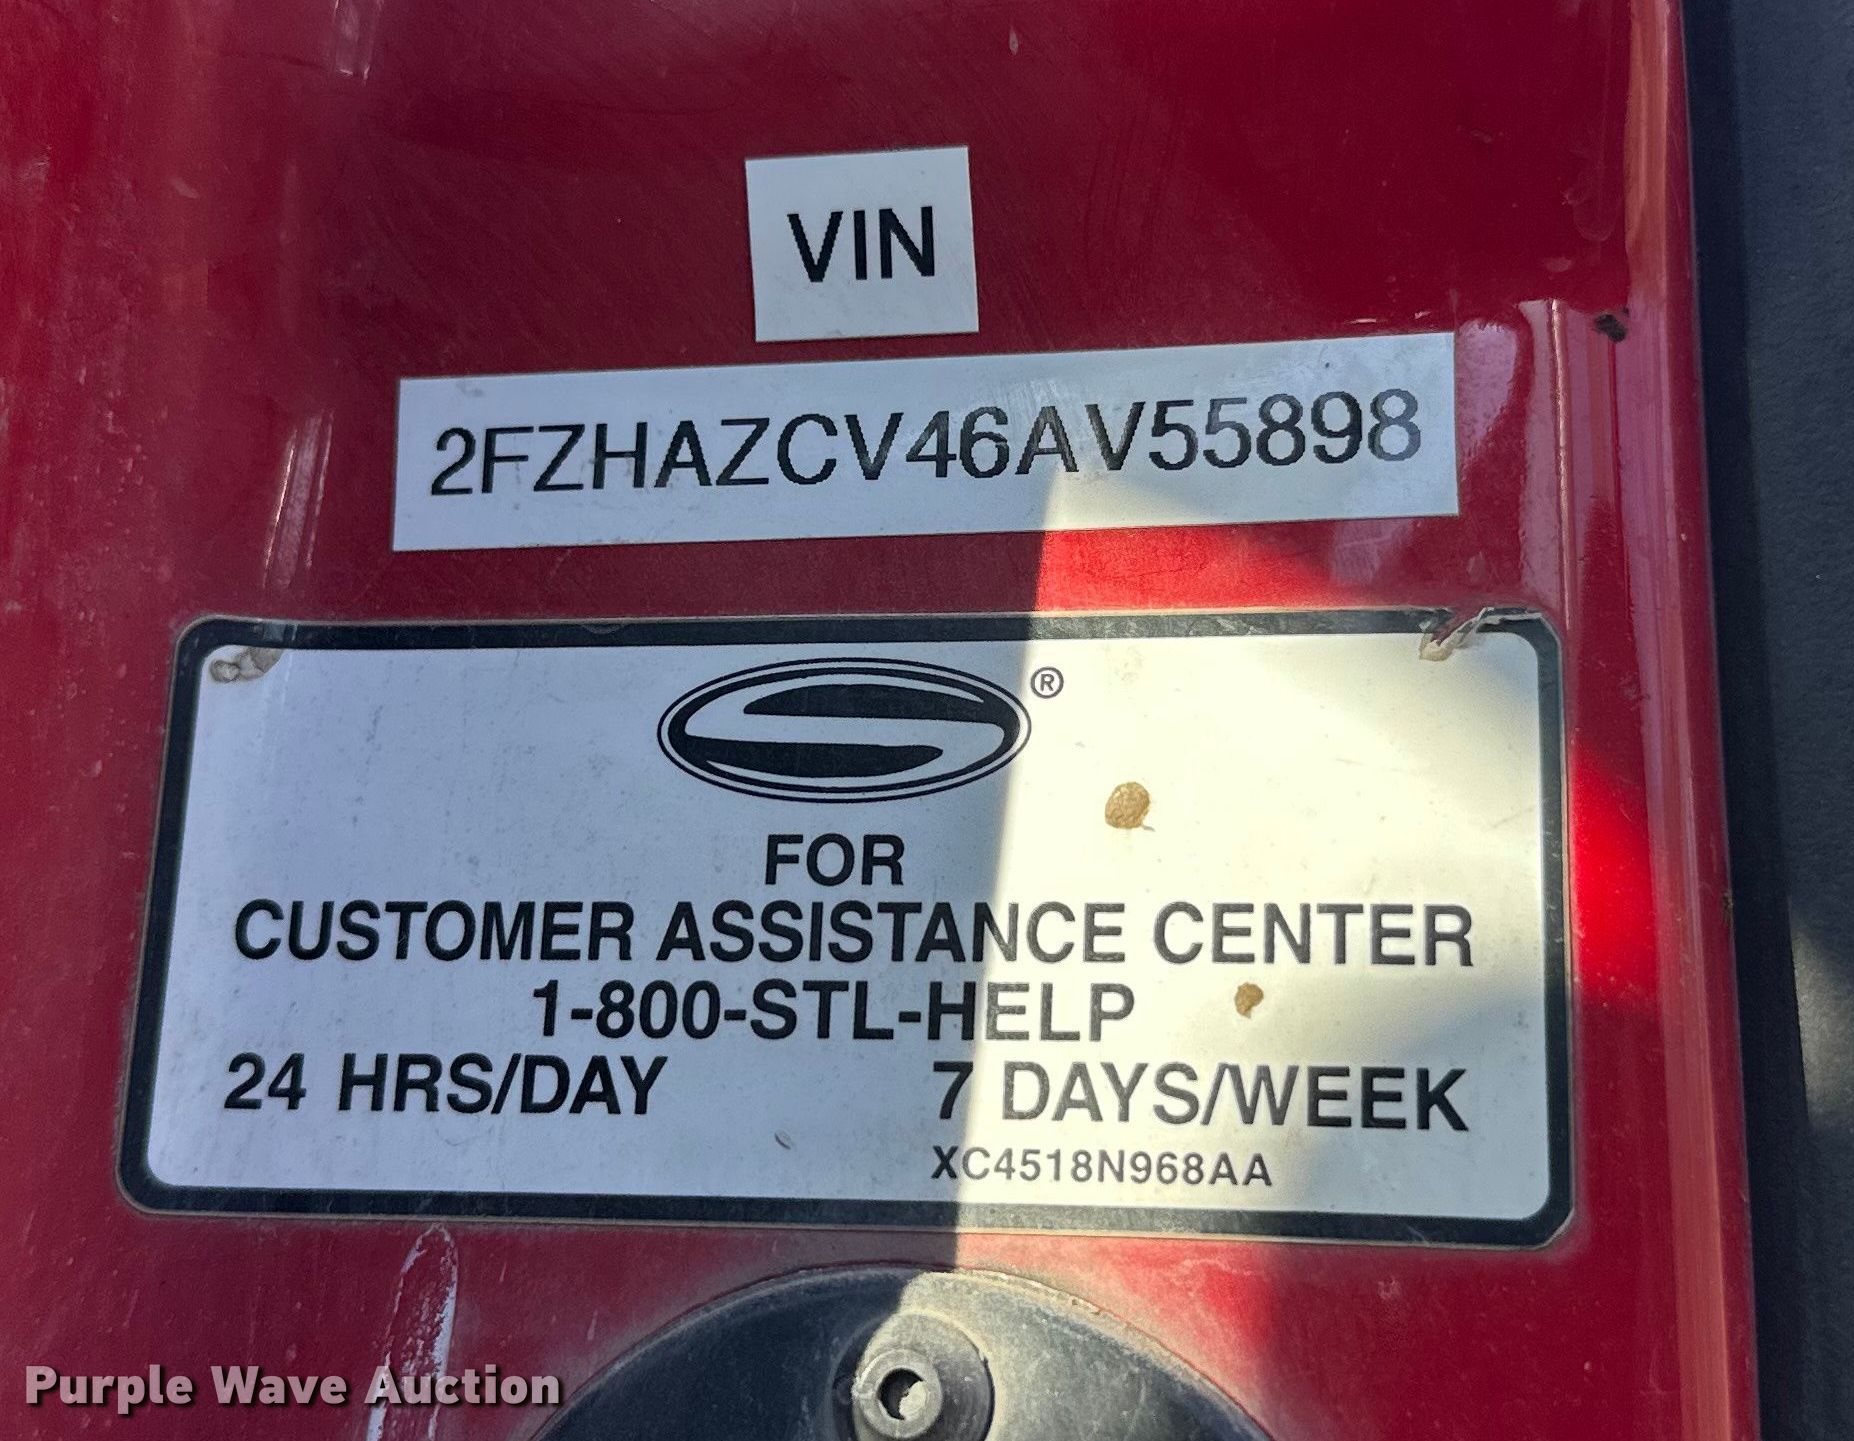 VIN
2FZHAZCV46AV55898
®
FOR
CUSTOMER ASSISTANCE CENTER
1-800-STL-HELP
24 HRS/DAY 7 DAYS/WEEK
XC4518N968AA
Purple Wave Auction